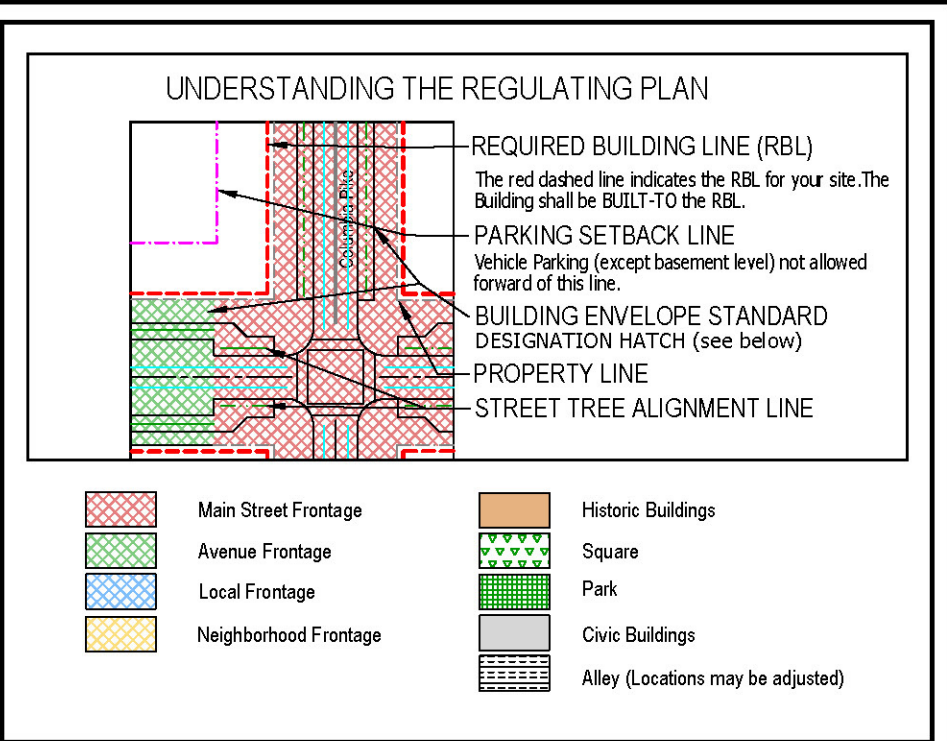 UNDERSTANDING THE REGULATING PLAN
Columbia Pike
REQUIRED BUILDING LINE (RBL)
The red dashed line indicates the RBL for your site.The
Building shall be BUILT-TO the RBL.
PARKING SETBACK LINE
Vehicle Parking (except basement level) not allowed
forward of this line.
BUILDING ENVELOPE STANDARD
DESIGNATION HATCH (see below)
PROPERTY LINE
STREET TREE ALIGNMENT LINE
Main Street Frontage
Avenue Frontage
Local Frontage
Neighborhood Frontage
Historic Buildings
Square
Park
Civic Buildings
Alley (Locations may be adjusted)